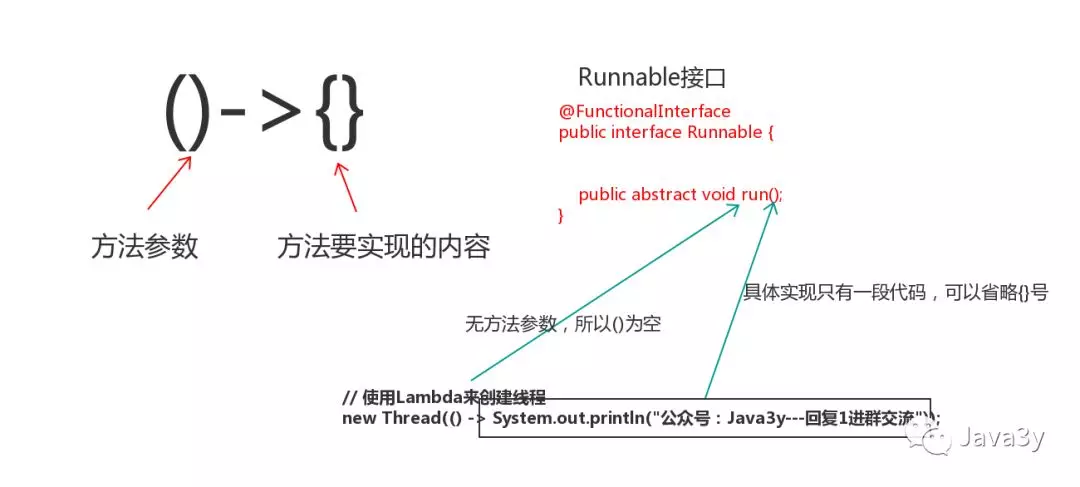 ()->{}
方法参数
方法要实现的内容
Runnable接口
@FunctionalInterface
public interface Runnable {
public abstract void run();
}
无方法参数，所以()为空
具体实现只有一段代码，可以省略{}号
// 使用Lambda来创建线程
new Thread(() -> System.out.println("公众号：Java3y---回复1进群交流"));
Java3y